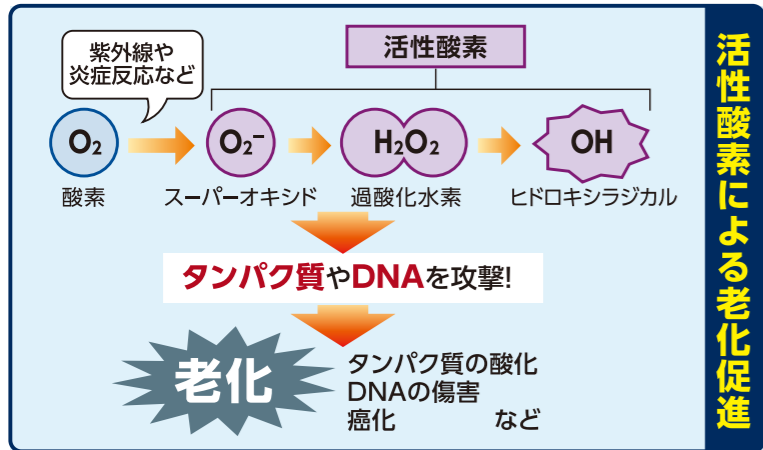 活性酸素による老化促進
紫外線や
炎症反応など
活性酸素
O₂
O₂⁻
H₂O₂
OH
酸素
スーパーオキシド
過酸化水素
ヒドロキシラジカル
タンパク質やDNAを攻撃!
老化
タンパク質の酸化
DNAの傷害
癌化 など